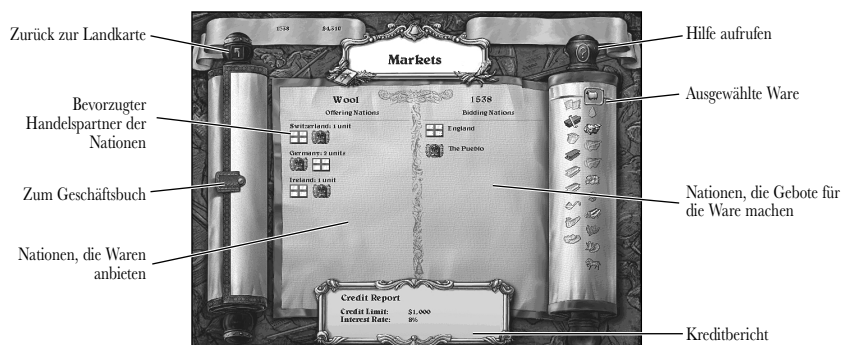 Zurück zur Landkarte
Bevorzugter
Handelspartner der
Nationen
Zum Geschäftsbuch
Nationen, die Waren
anbieten
1538 $4,310
Markets
Wool
Offering Nations
Switzerland: 1 unit
Germany: 2 units
Ireland: 1 unit
1538
Bidding Nations
England
The Pueblo
Credit Report
Credit Limit: $1,000
Interest Rate: 8%
Hilfe aufrufen
Ausgewählte Ware
Nationen, die Gebote für
die Ware machen
Kreditbericht